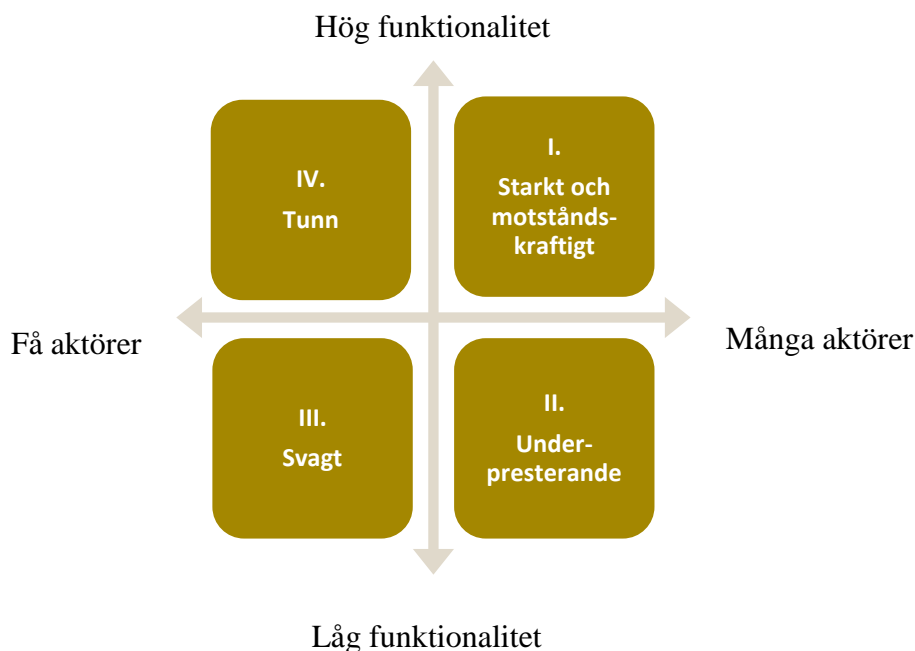 Hög funktionalitet
IV.
Tunn
I.
Starkt och
motstånds-
kraftigt
Få aktörer
Många aktörer
III.
Svagt
II.
Under-
presterande
Låg funktionalitet